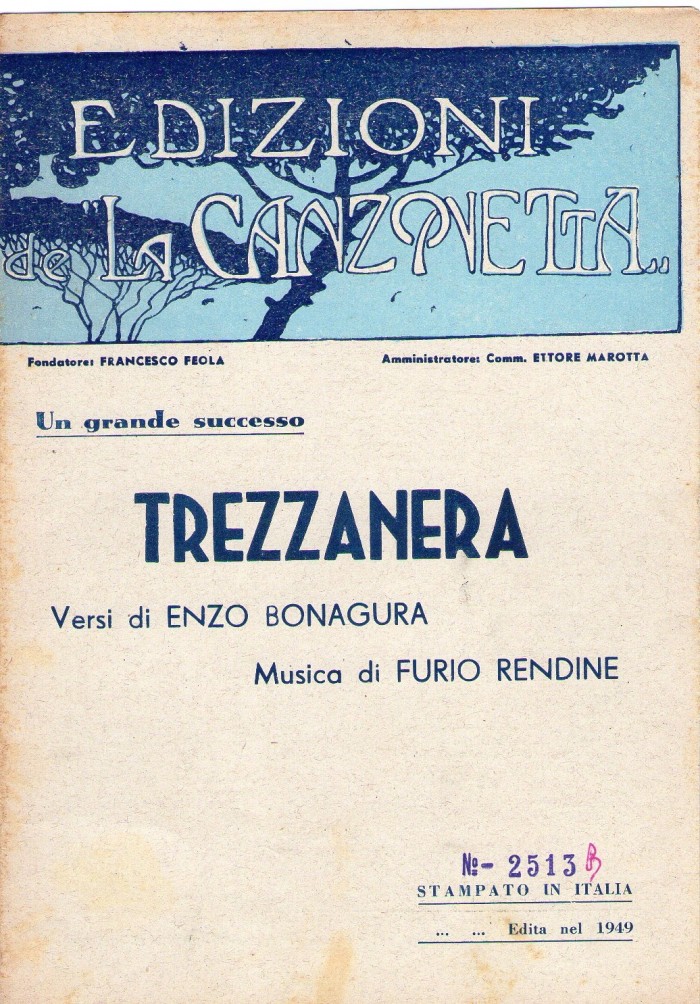 EDIZIONI
de "LA CANZONETTA„
Fondatore: FRANCESCO FEOLA
Amministratore: Comm. ETTORE MAROTTA
Un grande successo
TREZZANERA
Versi di ENZO BONAGURA
Musica di FURIO RENDINE
№- 2513 B
STAMPATO IN ITALIA
... ... Edita nel 1949